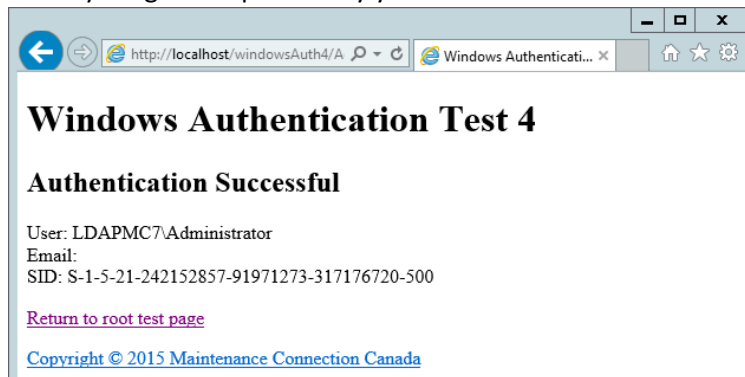 http://localhost/windowsAuth4/A
Windows Authenticati...
Windows Authentication Test 4
Authentication Successful
User: LDAPMC7\Administrator
Email:
SID: S-1-5-21-242152857-91971273-317176720-500
Return to root test page
Copyright © 2015 Maintenance Connection Canada